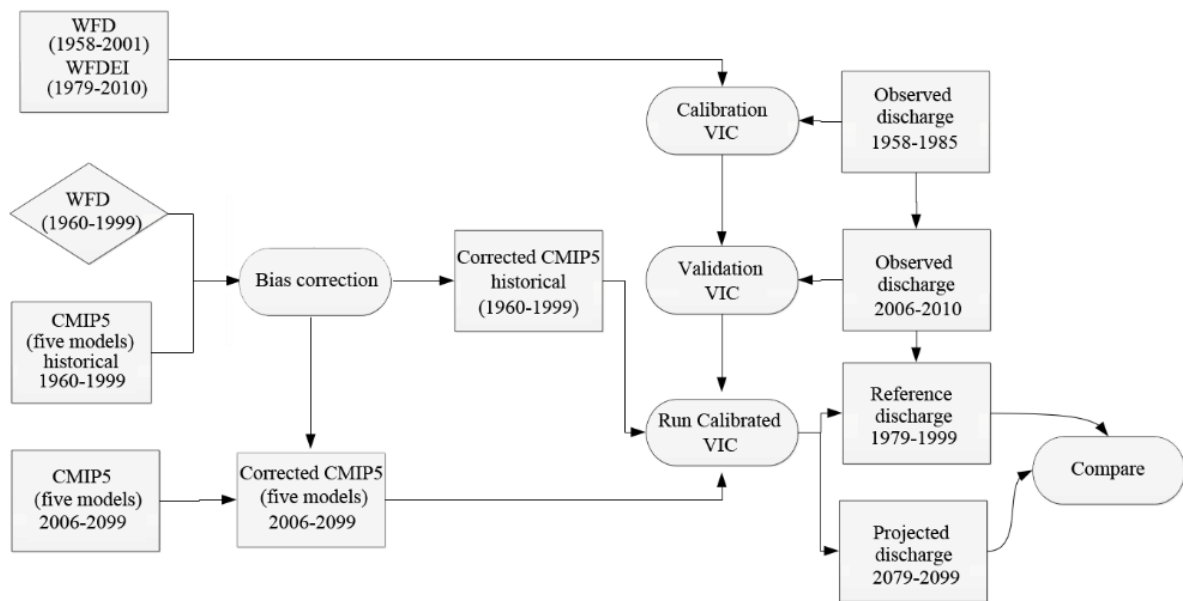 WFD
(1958-2001)
WFDEI
(1979-2010)
Calibration
VIC
Observed
discharge
1958-1985
WFD
(1960-1999)
Bias correction
Corrected CMIP5
historical
(1960-1999)
Validation
VIC
Observed
discharge
2006-2010
CMIP5
(five models)
historical
1960-1999
Run Calibrated
VIC
Reference
discharge
1979-1999
Compare
CMIP5
(five models)
2006-2099
Corrected CMIP5
(five models)
2006-2099
Projected
discharge
2079-2099